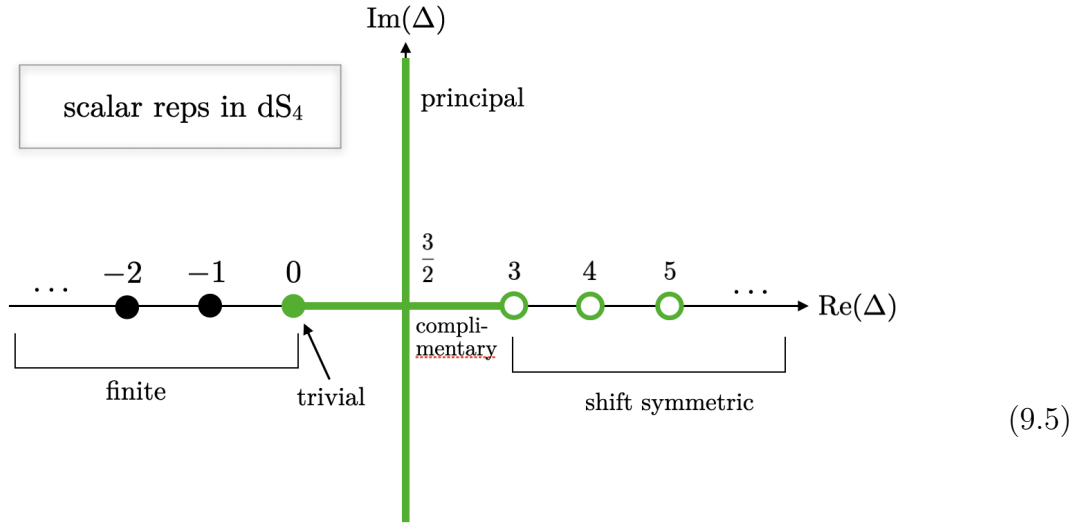 Im(Δ)
scalar reps in dS₄
principal
3/2
… −2 −1 0 3 4 5 …
Re(Δ)
compli-
mentary
finite
trivial
shift symmetric
(9.5)